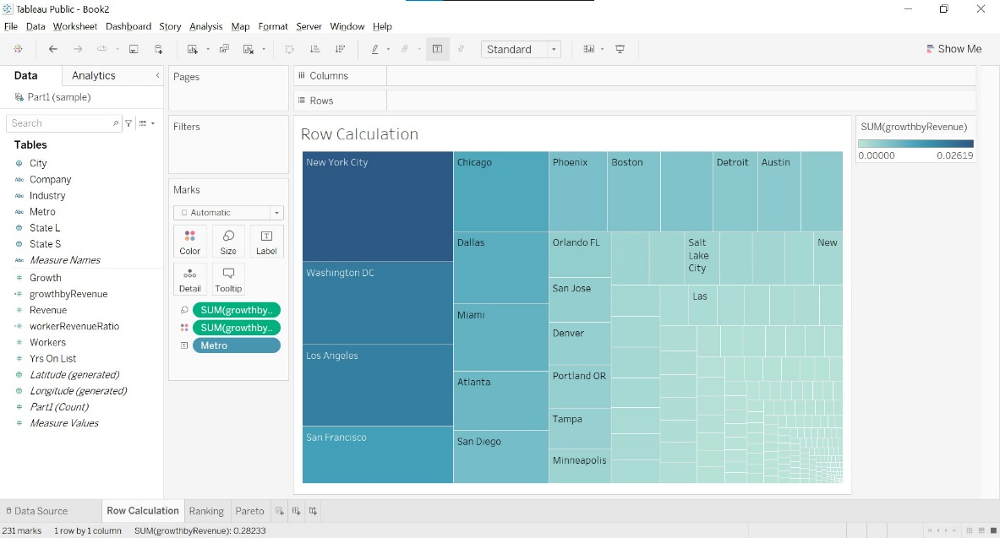 Tableau Public - Book2
File Data Worksheet Dashboard Story Analysis Map Format Server Window Help
Standard
Show Me
Data
Analytics
Part1 (sample)
Search
Tables
City
Abc Company
Abc Industry
Abc Metro
State L
State S
Abc Measure Names
Growth
growthbyRevenue
Revenue
workerRevenueRatio
Workers
Yrs On List
Latitude (generated)
Longitude (generated)
Part1 (Count)
Measure Values
Pages
Filters
Marks
Automatic
Color
Size
Label
Detail
Tooltip
SUM(growthby..
SUM(growthby..
Metro
Columns
Rows
Row Calculation
New York City
Washington DC
Los Angeles
San Francisco
Chicago
Dallas
Miami
Atlanta
San Diego
Phoenix
Boston
Detroit
Austin
Orlando FL
San Jose
Denver
Portland OR
Tampa
Minneapolis
Salt
Lake
City
New
Las
SUM(growthbyRevenue)
0.00000
0.02619
Data Source
Row Calculation
Ranking
Pareto
231 marks
1 row by 1 column
SUM(growthbyRevenue): 0.28233